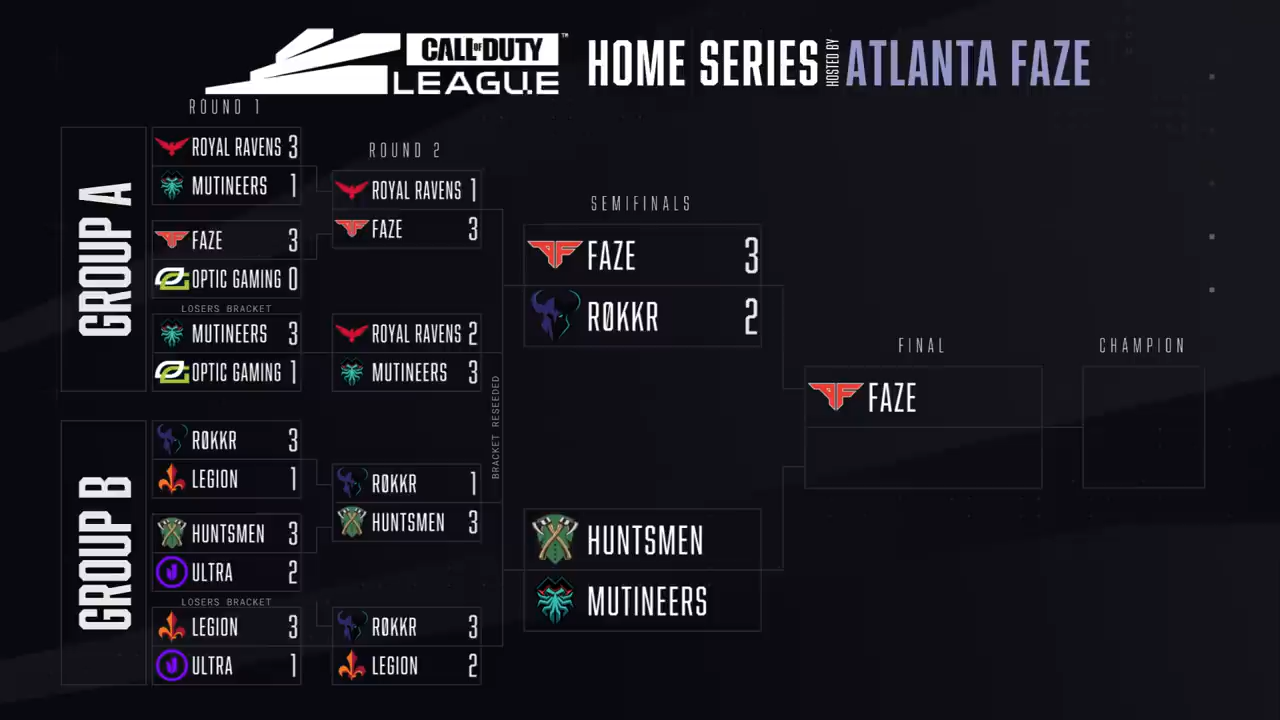 CALL OF DUTY
LEAGUE
™
HOME SERIES HOSTED BY ATLANTA FAZE
ROUND 1
GROUP A
ROYAL RAVENS 3
MUTINEERS 1
FAZE 3
OPTIC GAMING 0
LOSERS BRACKET
MUTINEERS 3
OPTIC GAMING 1
GROUP B
RØKKR 3
LEGION 1
HUNTSMEN 3
ULTRA 2
LOSERS BRACKET
LEGION 3
ULTRA 1
ROUND 2
ROYAL RAVENS 1
FAZE 3
ROYAL RAVENS 2
MUTINEERS 3
RØKKR 1
HUNTSMEN 3
RØKKR 3
LEGION 2
BRACKET RESEEDED
SEMIFINALS
FAZE 3
RØKKR 2
HUNTSMEN
MUTINEERS
FINAL
FAZE
CHAMPION